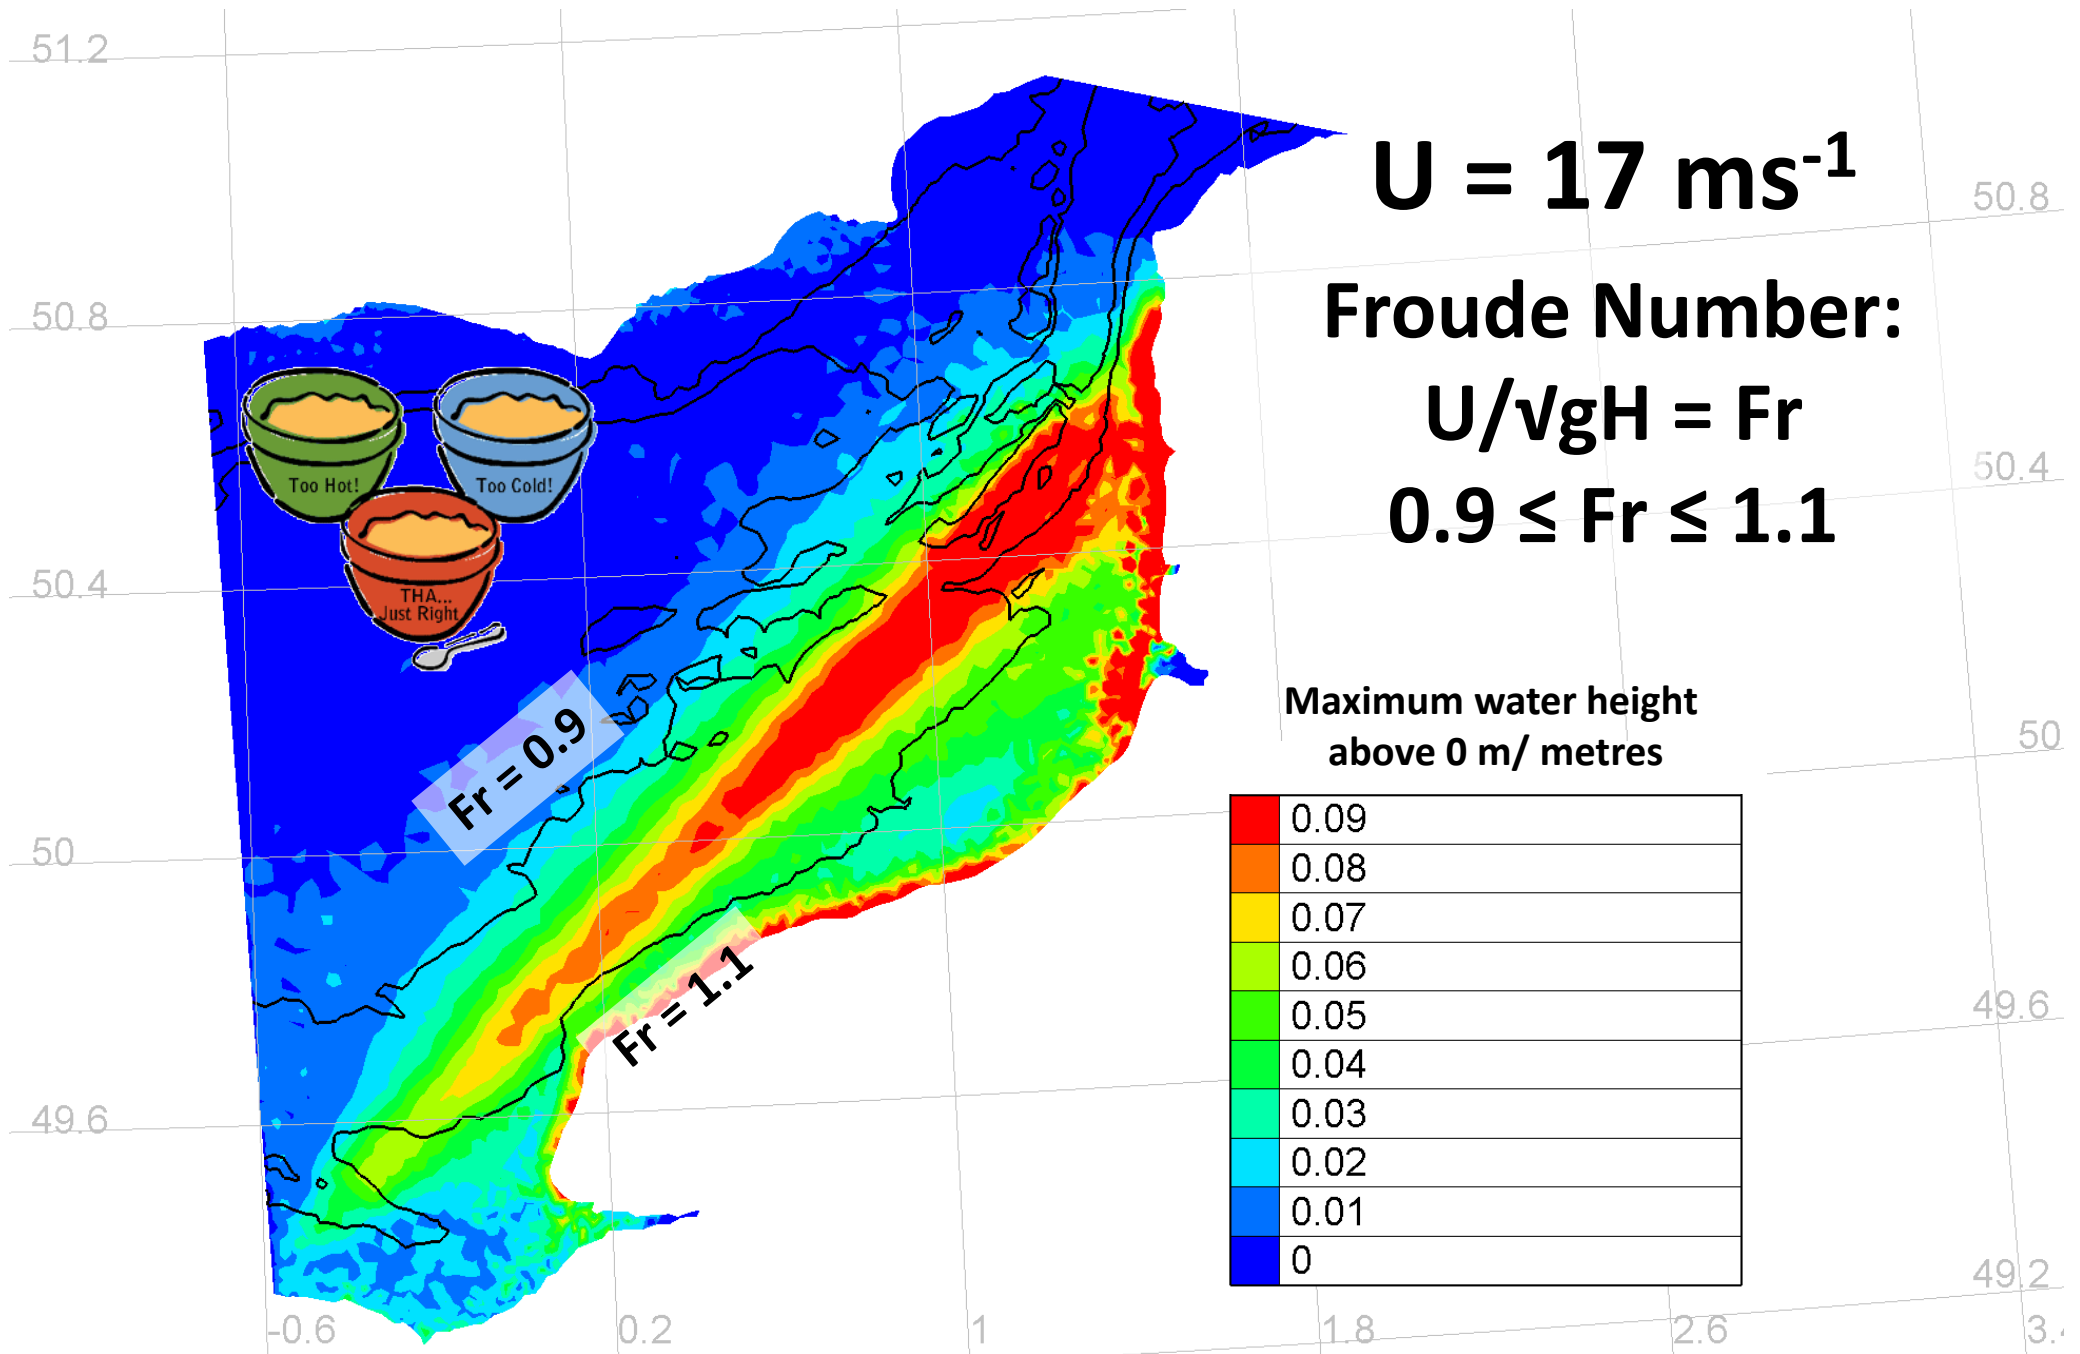 51.2
50.8
50.4
50
49.6
-0.6
0.2
1
1.8
2.6
3.4
50.8
50.4
50
49.6
49.2
Too Hot!
Too Cold!
THA...
Just Right
Fr = 0.9
Fr = 1.1
U = 17 ms⁻¹
Froude Number:
U/√gH = Fr
0.9 ≤ Fr ≤ 1.1
Maximum water height
above 0 m/ metres
0.09
0.08
0.07
0.06
0.05
0.04
0.03
0.02
0.01
0